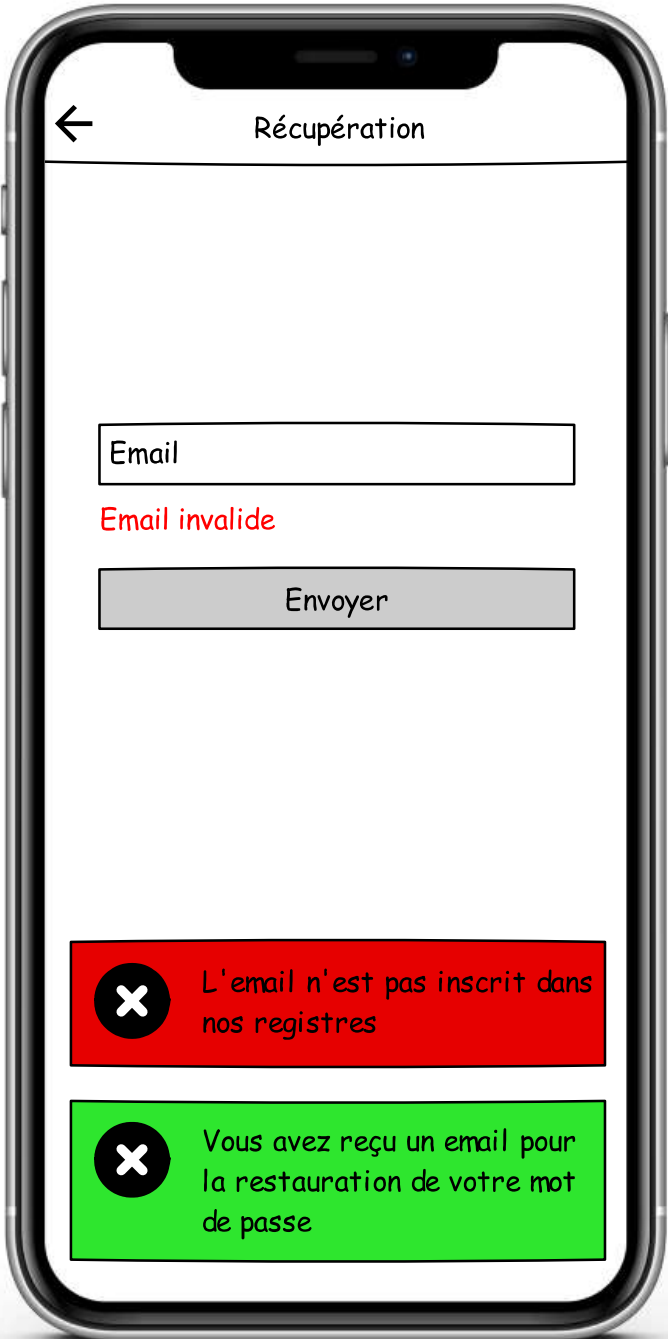 Récupération
Email
Email invalide
Envoyer
L'email n'est pas inscrit dans
nos registres
Vous avez reçu un email pour
la restauration de votre mot
de passe